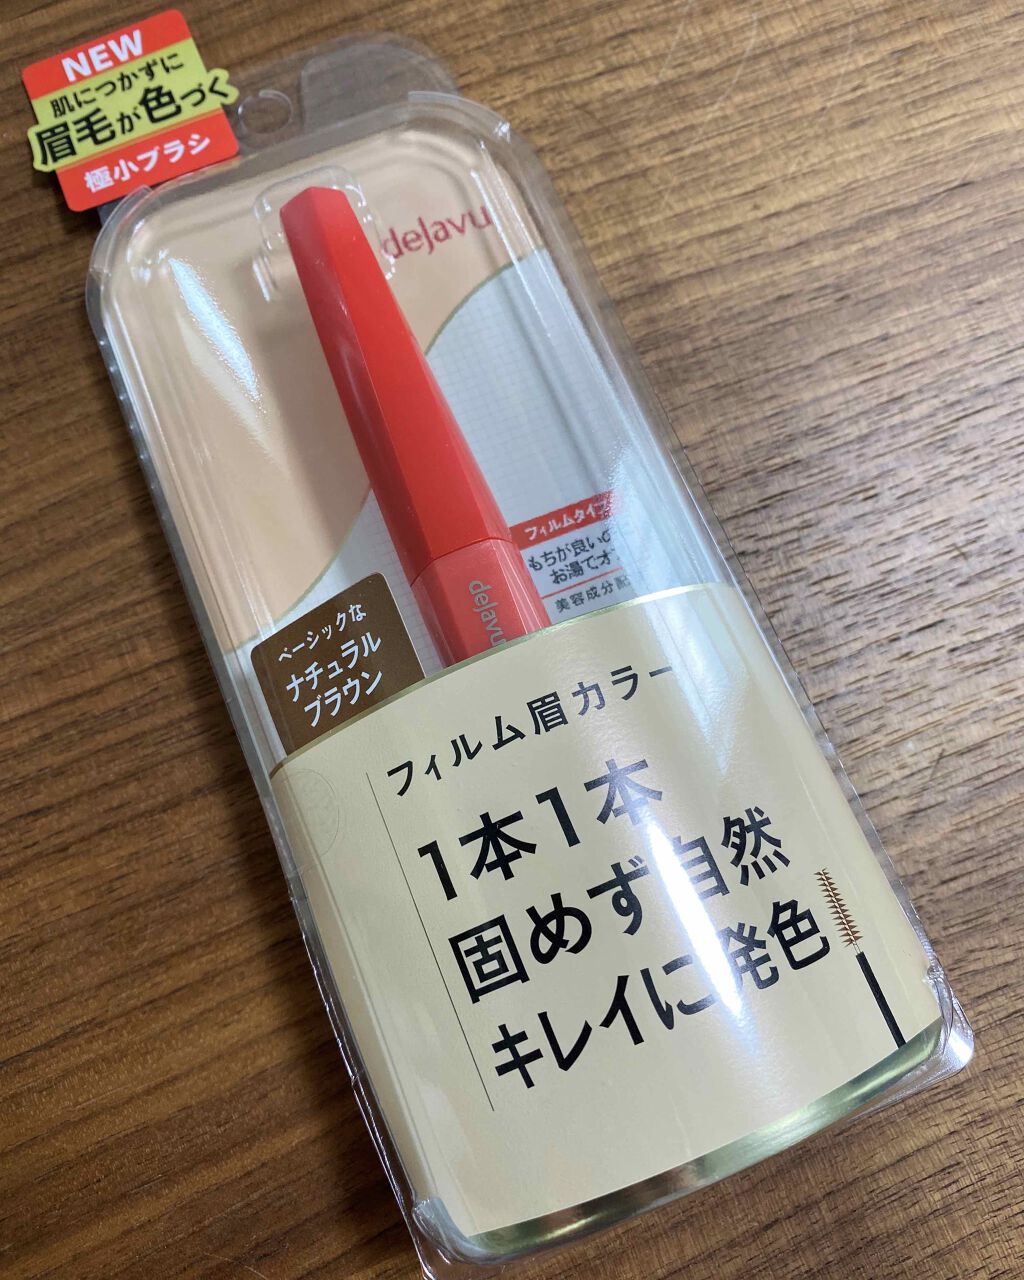 NEW
肌につかずに
眉毛が色づく
極小ブラシ
dejavu
フィルムタイプ
もちが良いの
お湯でオ
美容成分配
dejavu
ベーシックな
ナチュラル
ブラウン
フィルム眉カラー
1本1本
固めず自然
キレイに発色